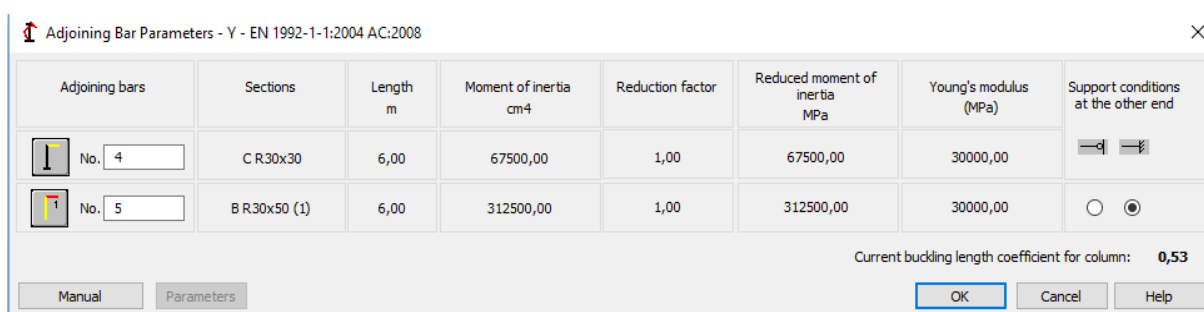 Adjoining Bar Parameters - Y - EN 1992-1-1:2004 AC:2008
Adjoining bars
Sections
Length
m
Moment of inertia
cm4
Reduction factor
Reduced moment of
inertia
MPa
Young's modulus
(MPa)
Support conditions
at the other end
No. 4
C R30x30
6,00
67500,00
1,00
67500,00
30000,00
1
No. 5
B R30x50 (1)
6,00
312500,00
1,00
312500,00
30000,00
Current buckling length coefficient for column: 0,53
Manual
Parameters
OK
Cancel
Help